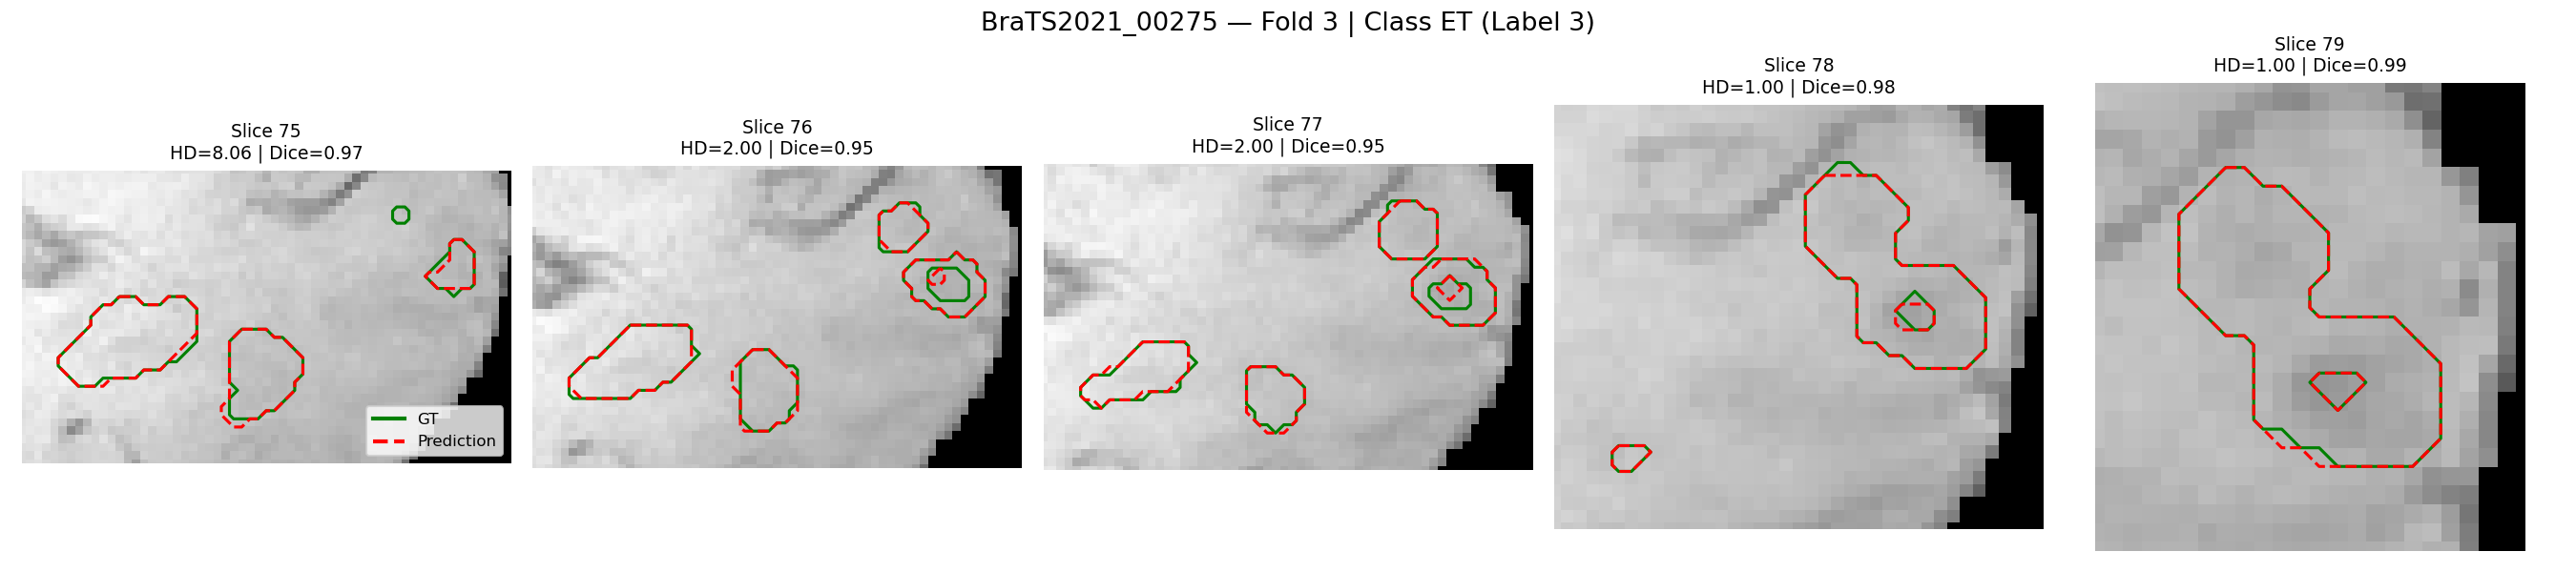 BraTS2021_00275 — Fold 3 | Class ET (Label 3)
Slice 75
HD=8.06 | Dice=0.97
GT
Prediction
Slice 76
HD=2.00 | Dice=0.95
Slice 77
HD=2.00 | Dice=0.95
Slice 78
HD=1.00 | Dice=0.98
Slice 79
HD=1.00 | Dice=0.99